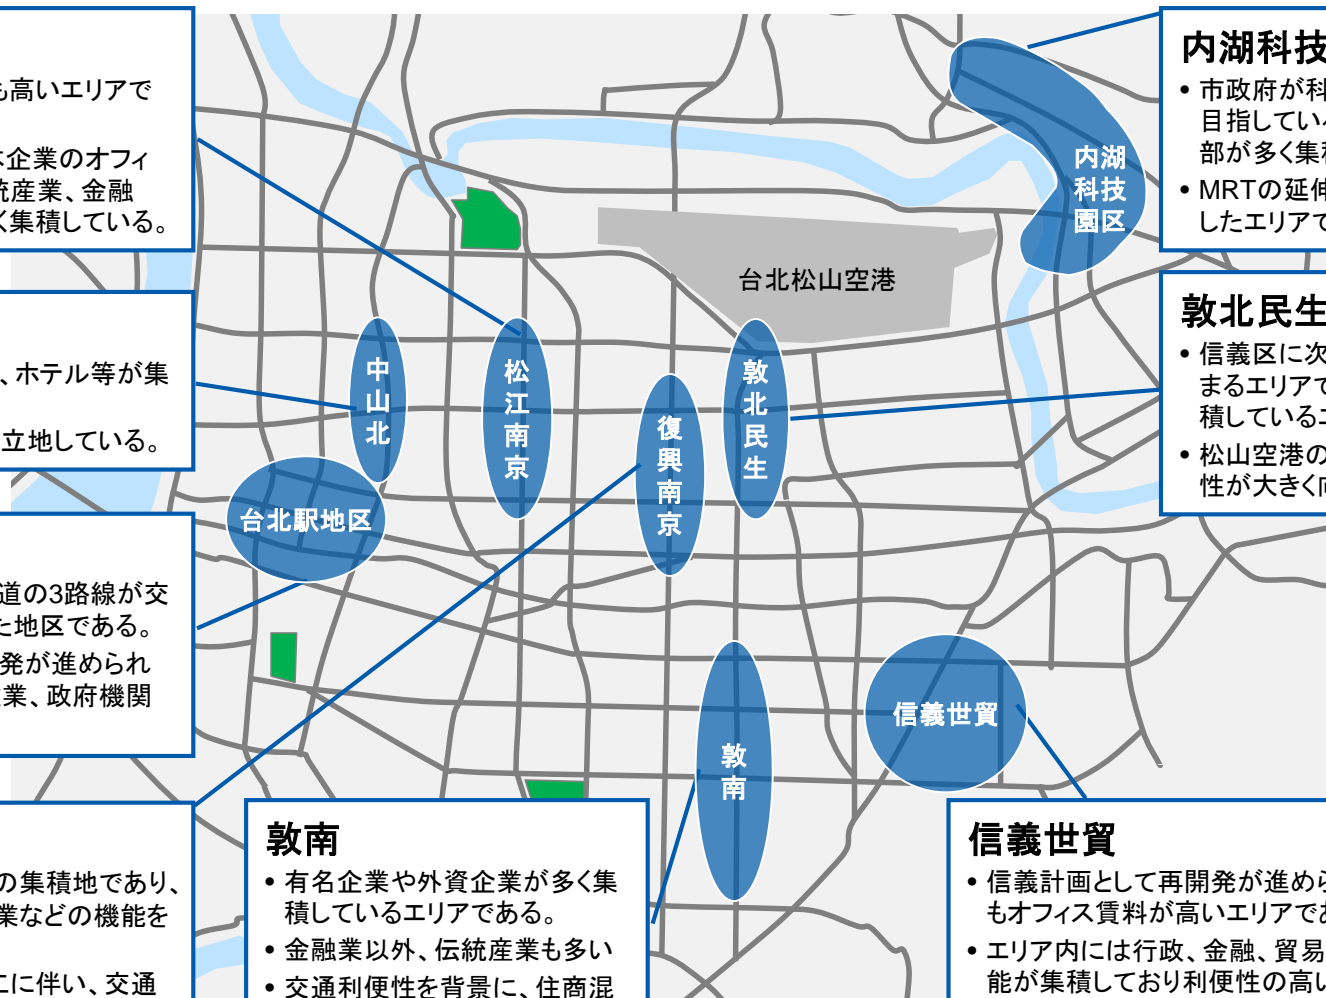 も高いエリアで
本企業のオフィ
統産業、金融
く集積している。
、ホテル等が集
立地している。
道の3路線が交
た地区である。
発が進められ
業、政府機関
の集積地であり、
業などの機能を
工に伴い、交通
敦南
• 有名企業や外資企業が多く集
積しているエリアである。
• 金融業以外、伝統産業も多い
• 交通利便性を背景に、住商混
内湖科技
• 市政府が科
目指してい
部が多く集
• MRTの延伸
したエリアで
敦北民生
• 信義区に次
まるエリアで
積しているエ
• 松山空港の
性が大きく向
信義世貿
• 信義計画として再開発が進めら
もオフィス賃料が高いエリアであ
• エリア内には行政、金融、貿易
能が集積しており利便性の高い
内湖
科技
園区
台北松山空港
中山北
松江南京
復興南京
敦北民生
台北駅地区
信義世貿
敦南